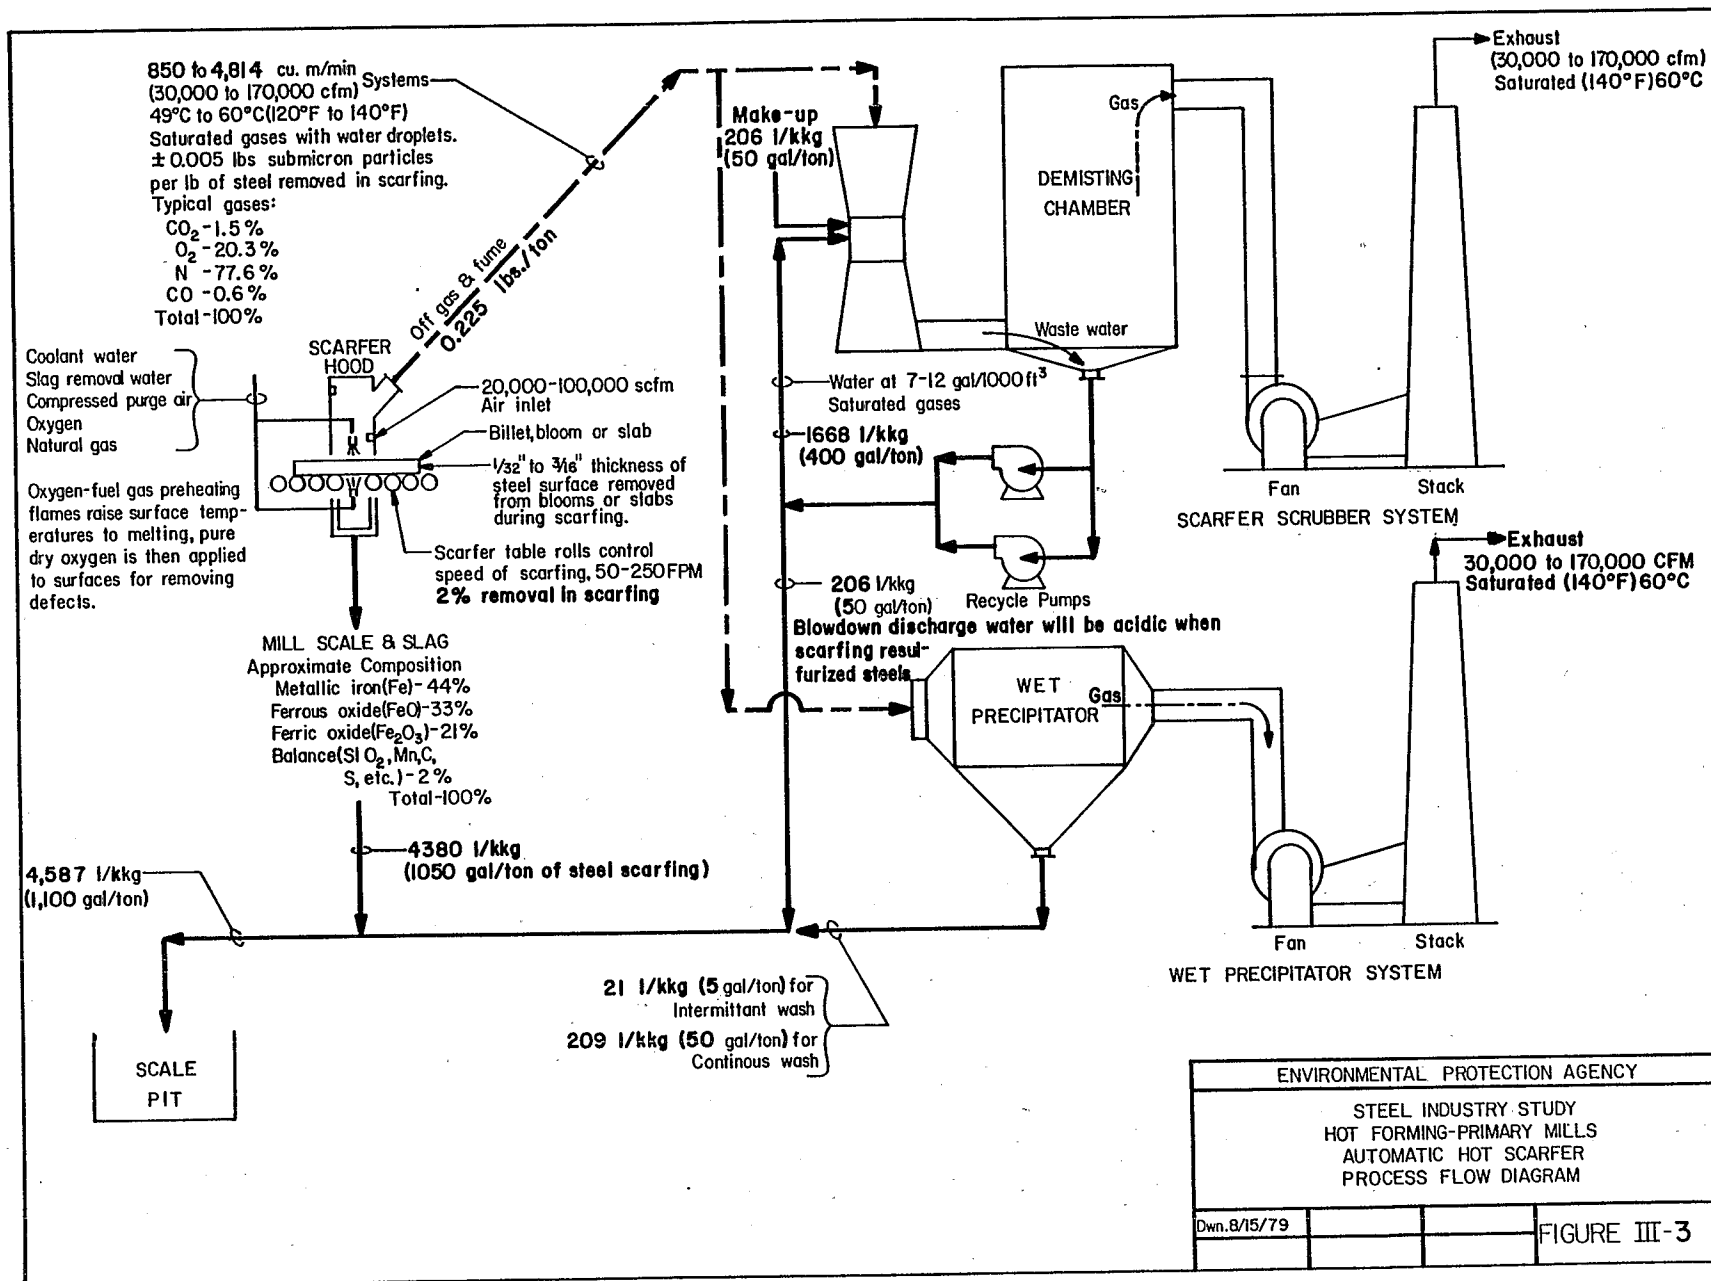 850 to 4,814 cu. m/min
(30,000 to 170,000 cfm)
49°C to 60°C(120°F to 140°F)
Saturated gases with water droplets.
± 0.005 lbs submicron particles
per lb of steel removed in scarfing.
Typical gases:
CO2 -1.5%
O2 -20.3%
N -77.6%
CO -0.6%
Total -100%
Systems
Off gas & fume
0.225 lbs./ton
Make-up
206 l/kkg
(50 gal/ton)
Gas
DEMISTING
CHAMBER
Waste water
Exhaust
(30,000 to 170,000 cfm)
Saturated (140°F)60°C
Coolant water
Slag removal water
Compressed purge air
Oxygen
Natural gas
SCARFER
HOOD
20,000-100,000 scfm
Air inlet
Billet,bloom or slab
1/32" to 3/16" thickness of
steel surface removed
from blooms or slabs
during scarfing.
Oxygen-fuel gas preheating
flames raise surface temp-
eratures to melting, pure
dry oxygen is then applied
to surfaces for removing
defects.
Scarfer table rolls control
speed of scarfing, 50-250FPM
2% removal in scarfing
Water at 7-12 gal/1000ft3
Saturated gases
1668 l/kkg
(400 gal/ton)
206 l/kkg
(50 gal/ton)
Recycle Pumps
Blowdown discharge water will be acidic when
scarfing resul-
furized steels
Fan
Stack
SCARFER SCRUBBER SYSTEM
Exhaust
30,000 to 170,000 CFM
Saturated (140°F)60°C
MILL SCALE & SLAG
Approximate Composition
Metallic iron(Fe)-44%
Ferrous oxide(FeO)-33%
Ferric oxide(Fe2O3)-21%
Balance(SiO2,Mn,C,
S, etc.)-2%
Total-100%
WET
PRECIPITATOR
Gas
4380 l/kkg
(1050 gal/ton of steel scarfing)
4,587 l/kkg
(1,100 gal/ton)
Fan
Stack
WET PRECIPITATOR SYSTEM
21 l/kkg (5 gal/ton) for
Intermittant wash
209 l/kkg (50 gal/ton) for
Continous wash
SCALE
PIT
ENVIRONMENTAL PROTECTION AGENCY
STEEL INDUSTRY STUDY
HOT FORMING-PRIMARY MILLS
AUTOMATIC HOT SCARFER
PROCESS FLOW DIAGRAM
Dwn.8/15/79
FIGURE III-3